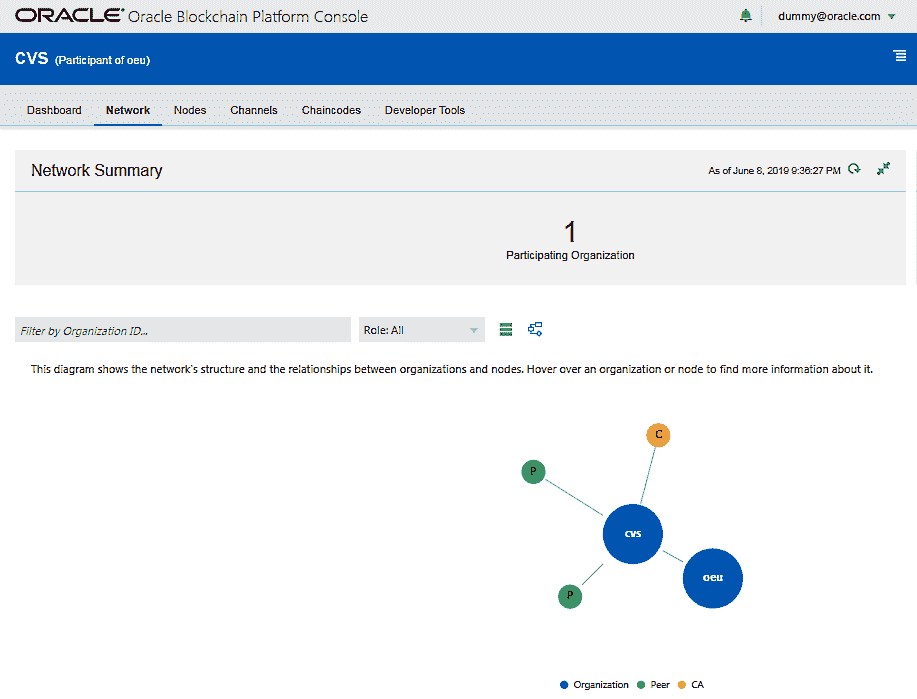 ORACLE Oracle Blockchain Platform Console
dummy@oracle.com
CVS (Participant of oeu)
Dashboard Network Nodes Channels Chaincodes Developer Tools
Network Summary
As of June 8, 2019 9:36:27 PM
1
Participating Organization
Filter by Organization ID...
Role: All
This diagram shows the network's structure and the relationships between organizations and nodes. Hover over an organization or node to find more information about it.
C
P
cvs
oeu
P
Organization Peer CA